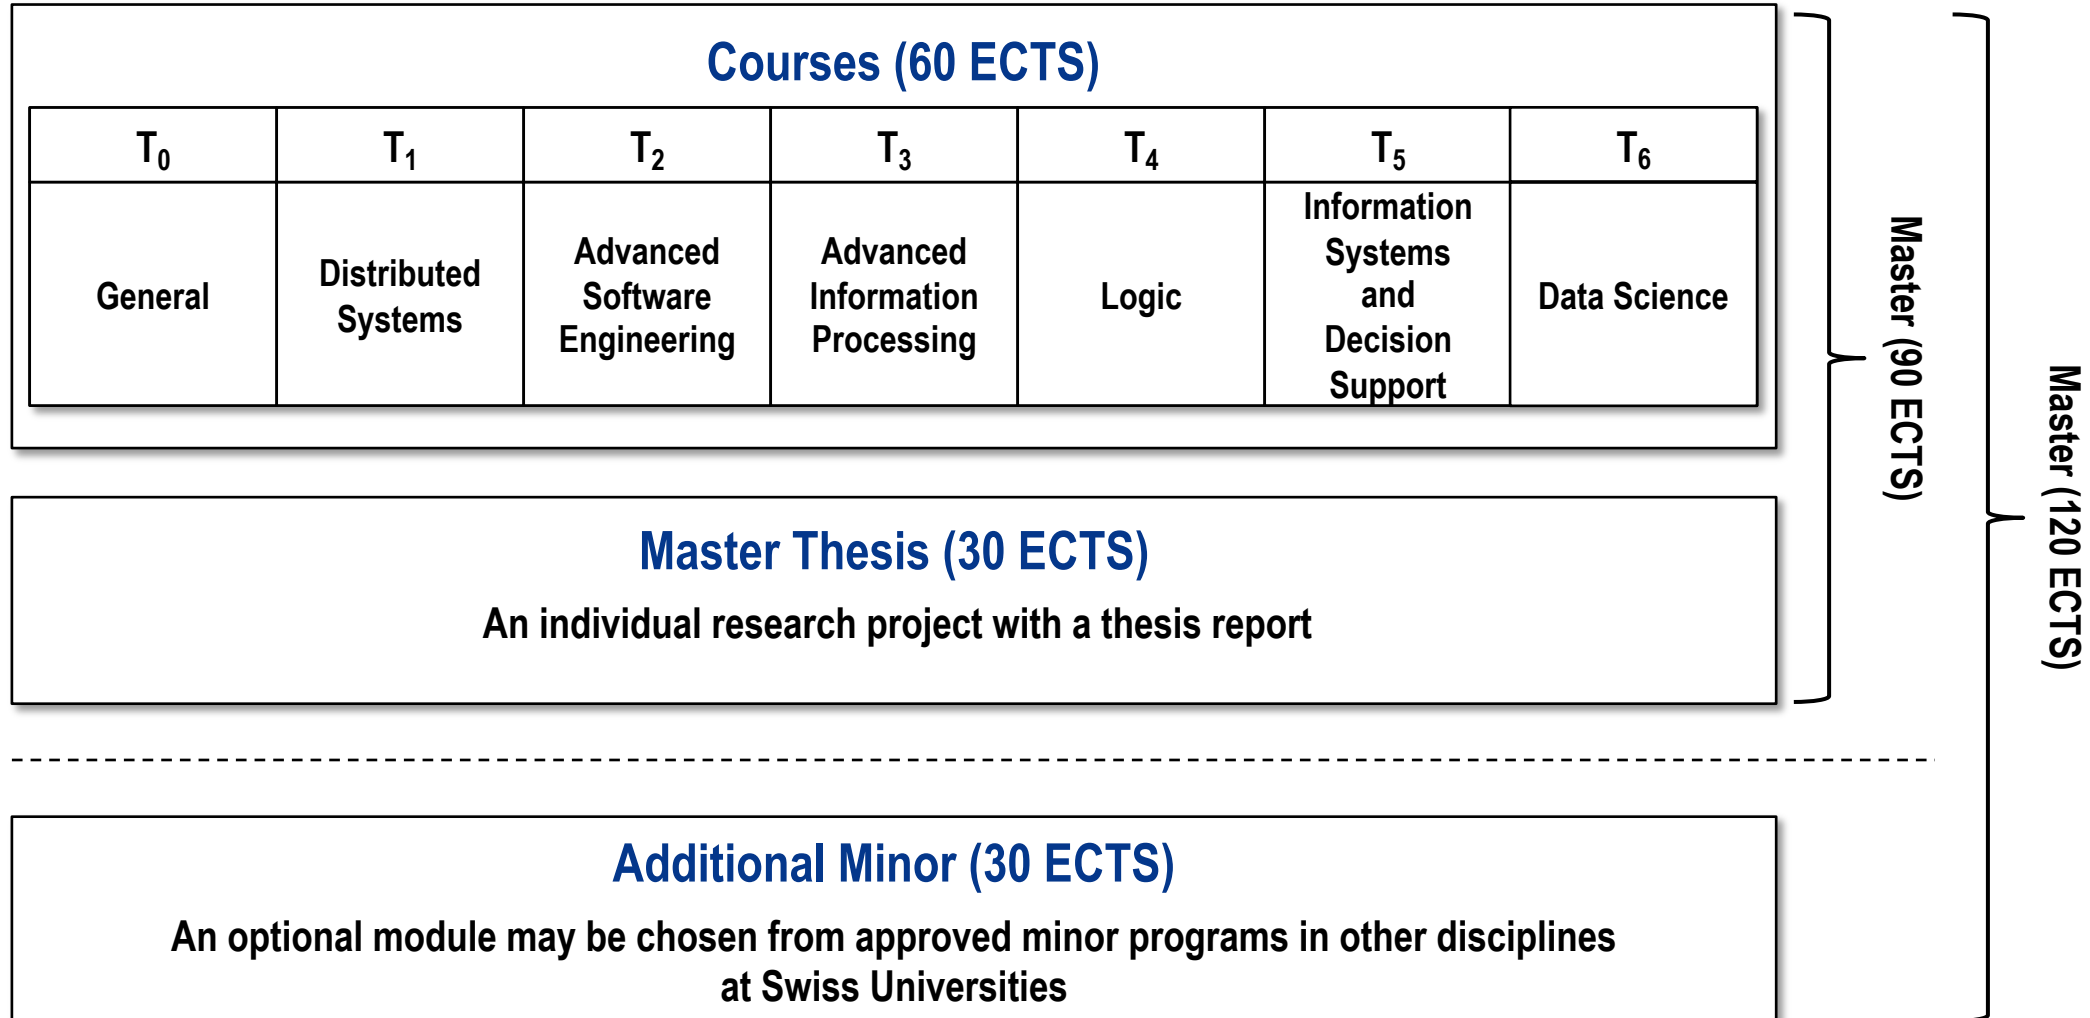 Courses (60 ECTS)
T0 T1 T2 T3 T4 T5 T6
General
Distributed
Systems
Advanced
Software
Engineering
Advanced
Information
Processing
Logic
Information
Systems
and
Decision
Support
Data Science
Master Thesis (30 ECTS)
An individual research project with a thesis report
Additional Minor (30 ECTS)
An optional module may be chosen from approved minor programs in other disciplines
at Swiss Universities
Master (90 ECTS)
Master (120 ECTS)